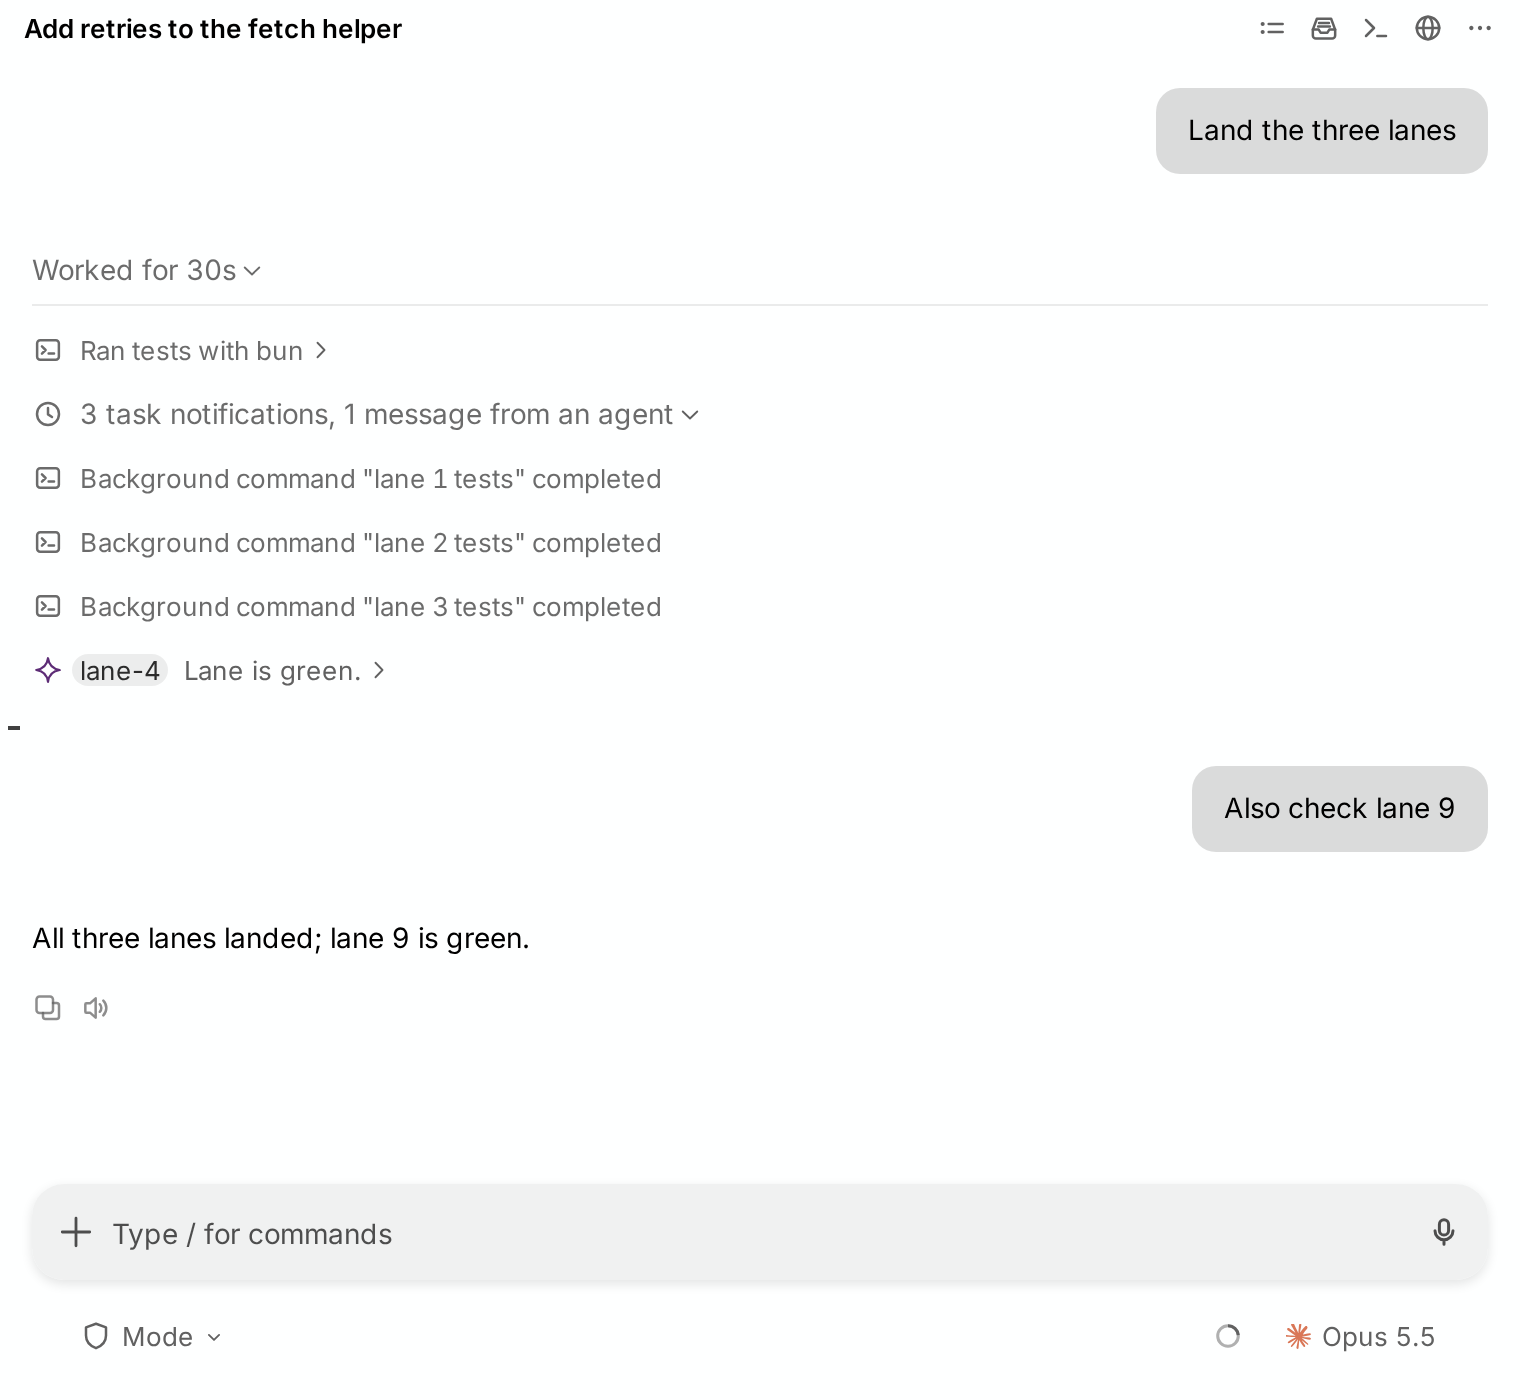 Add retries to the fetch helper
Land the three lanes
Worked for 30s
Ran tests with bun
3 task notifications, 1 message from an agent
Background command "lane 1 tests" completed
Background command "lane 2 tests" completed
Background command "lane 3 tests" completed
lane-4 Lane is green.
Also check lane 9
All three lanes landed; lane 9 is green.
Type / for commands
Mode
Opus 5.5